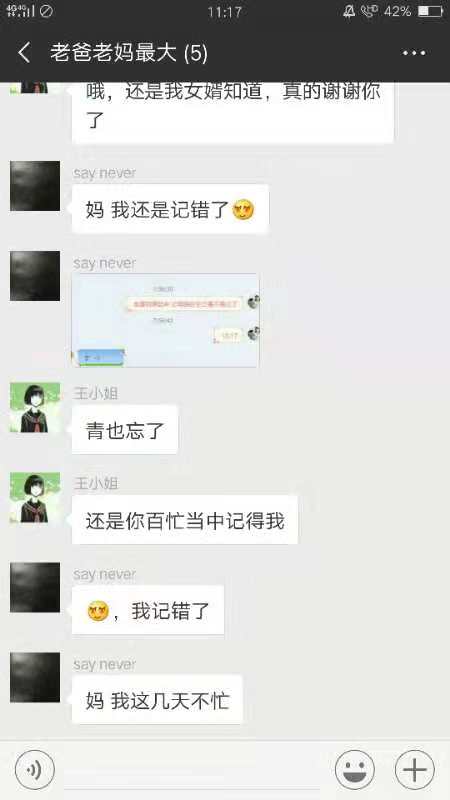 4G 4G
11:17
HD
42%
老爸老妈最大 (5)
哦，还是我女婿知道，真的谢谢你
了
say never
妈 我还是记错了
say never
王小姐
青也忘了
王小姐
还是你百忙当中记得我
say never
，我记错了
say never
妈 我这几天不忙